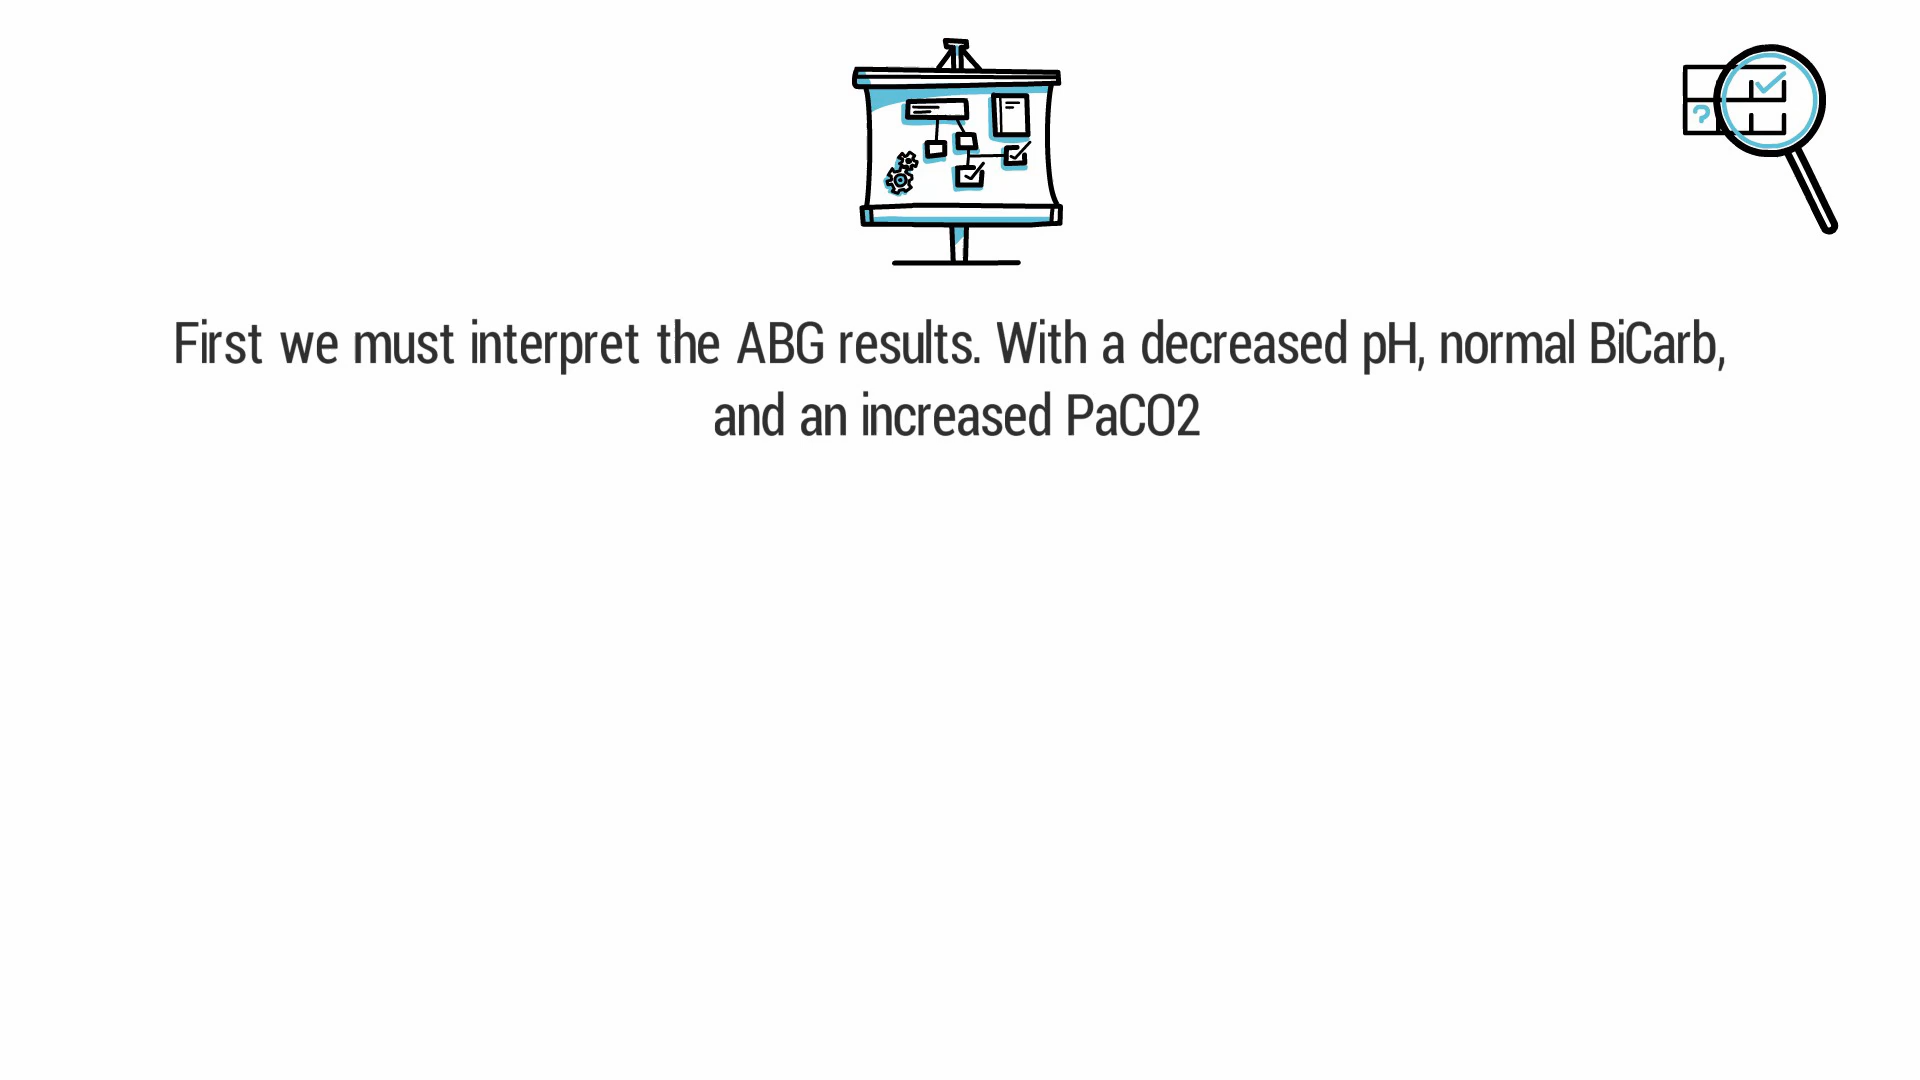 First we must interpret the ABG results. With a decreased pH, normal BiCarb,
and an increased PaCO2
?